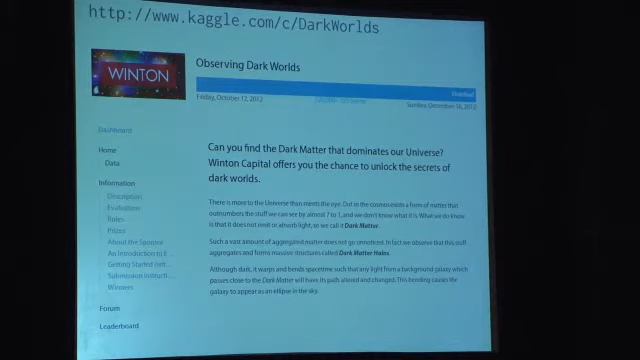 http://www.kaggle.com/c/DarkWorlds
WINTON
Observing Dark Worlds
Finished
Friday, October 12, 2012
Sunday, December 16, 2012
Dashboard
Home
Data
Information
Description
Evaluation
Rules
Prizes
About the Sponsor
An Introduction to E...
Getting Started (wit...
Submission Instructi...
Winners
Forum
Leaderboard
Can you find the Dark Matter that dominates our Universe?
Winton Capital offers you the chance to unlock the secrets of
dark worlds.
There is more to the Universe than meets the eye. Out in the cosmos exists a form of matter that
outnumbers the stuff we can see by almost 7 to 1, and we don't know what it is. What we do know
is that it does not emit or absorb light, so we call it Dark Matter.
Such a vast amount of aggregated matter does not go unnoticed. In fact we observe that this stuff
aggregates and forms massive structures called Dark Matter Halos.
Although dark, it warps and bends spacetime such that any light from a background galaxy which
passes close to the Dark Matter will have its path altered and changed. This bending causes the
galaxy to appear as an ellipse in the sky.